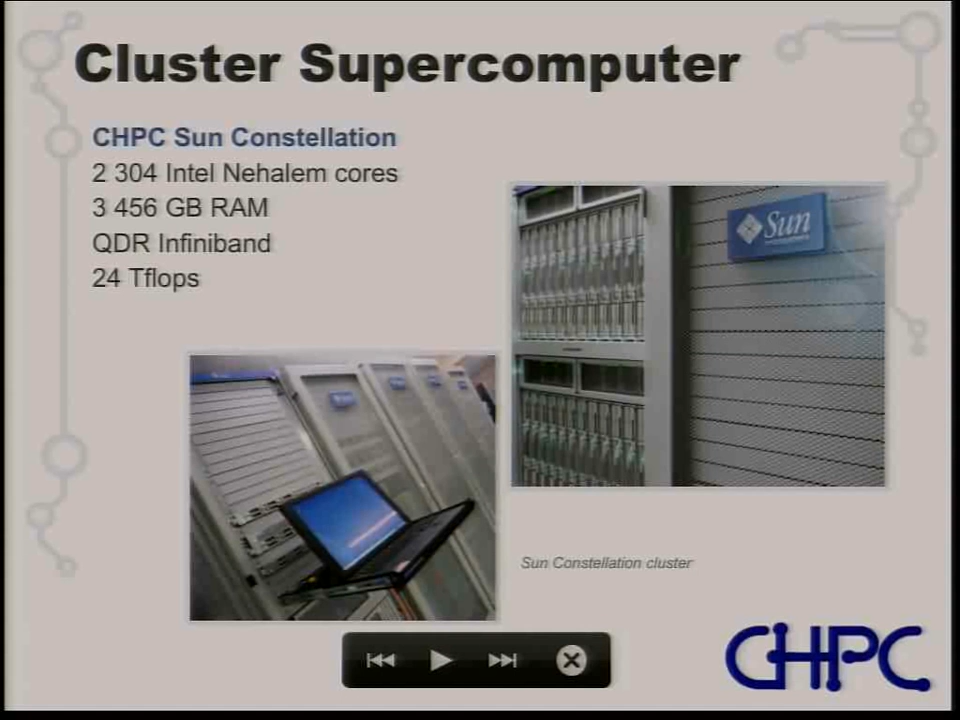 Cluster Supercomputer
CHPC Sun Constellation
2 304 Intel Nehalem cores
3 456 GB RAM
QDR Infiniband
24 Tflops
Sun
Sun Constellation cluster
CHPC